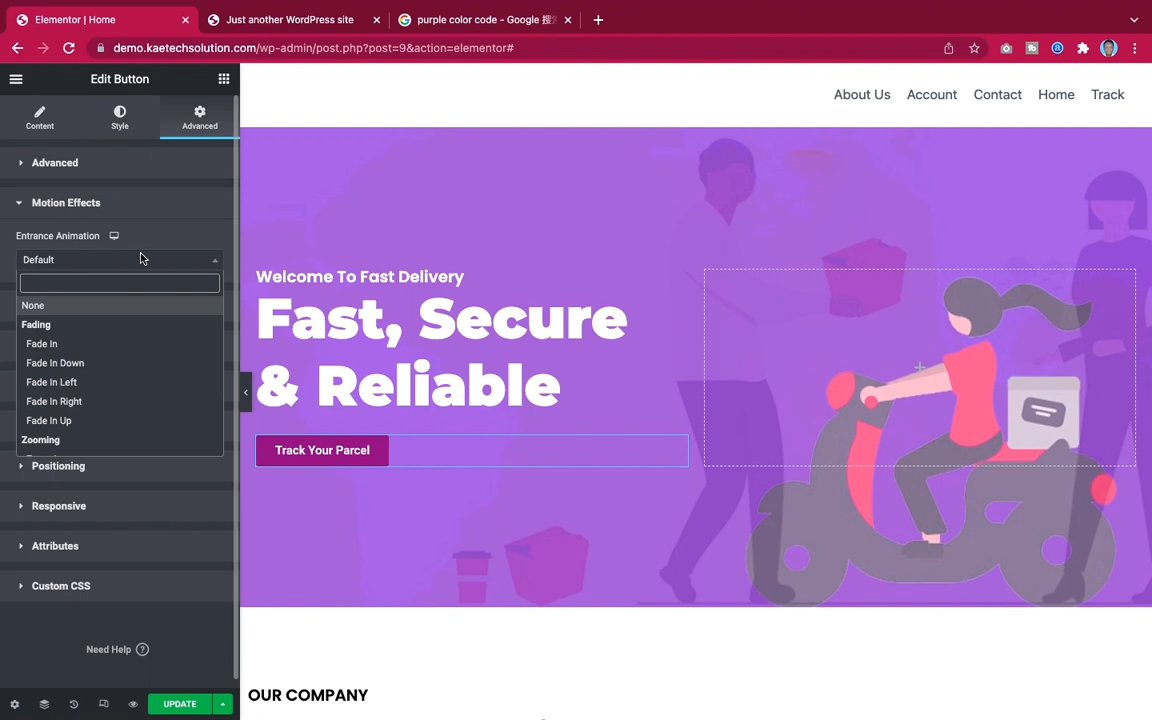 Elementor | Home
Just another WordPress site
purple color code - Google 搜
demo.kaetechsolution.com/wp-admin/post.php?post=9&action=elementor#
Edit Button
Content
Style
Advanced
Advanced
Motion Effects
Entrance Animation
Default
None
Fading
Fade In
Fade In Down
Fade In Left
Fade In Right
Fade In Up
Zooming
Positioning
Responsive
Attributes
Custom CSS
Need Help ?
UPDATE
About Us
Account
Contact
Home
Track
Welcome To Fast Delivery
Fast, Secure
& Reliable
Track Your Parcel
OUR COMPANY